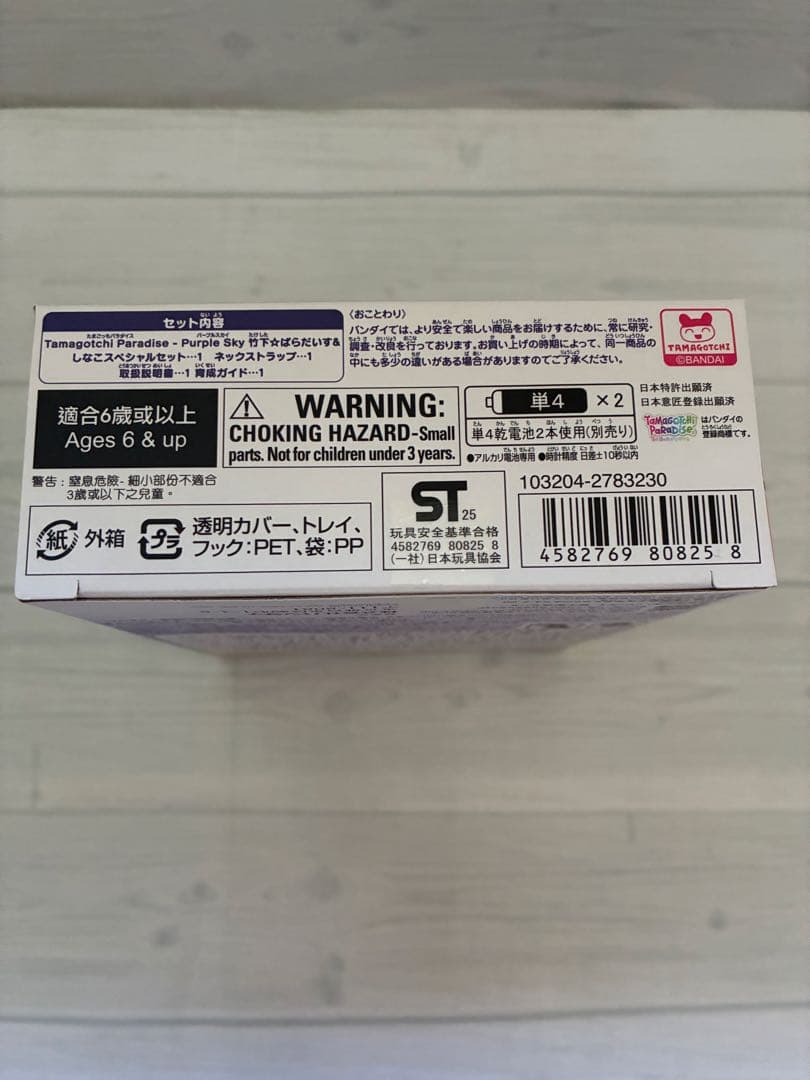 セット内容
Tamagotchi Paradise - Purple Sky 竹下☆ぱらだいす&
しなこスペシャルセット…1 ネックストラップ…1
取扱説明書…1 育成ガイド…1
〈おことわり〉
バンダイでは、より安全で楽しい商品をお届けするために、常に研究・
調査・改良を行っております。お買い上げの時期によって、同一商品の
中にも多少の違いがある場合がありますのでご了承ください。
TAMAGOTCHI
©BANDAI
適合6歲或以上
Ages 6 & up
WARNING:
CHOKING HAZARD-Small
parts. Not for children under 3 years.
単4 ×2
単4乾電池2本使用(別売り)
●アルカリ電池専用 ●時計精度 日差±10秒以内
日本特許出願済
日本意匠登録出願済
TAMAGOTCHI PARADISE はバンダイの
登録商標です。
警告:窒息危險-細小部份不適合
3歲或以下之兒童。
紙 外箱
プラ 透明カバー、トレイ、
フック:PET、袋:PP
ST 25
玩具安全基準合格
4582769 80825 8
(一社)日本玩具協会
103204-2783230
4 582769 80825 8